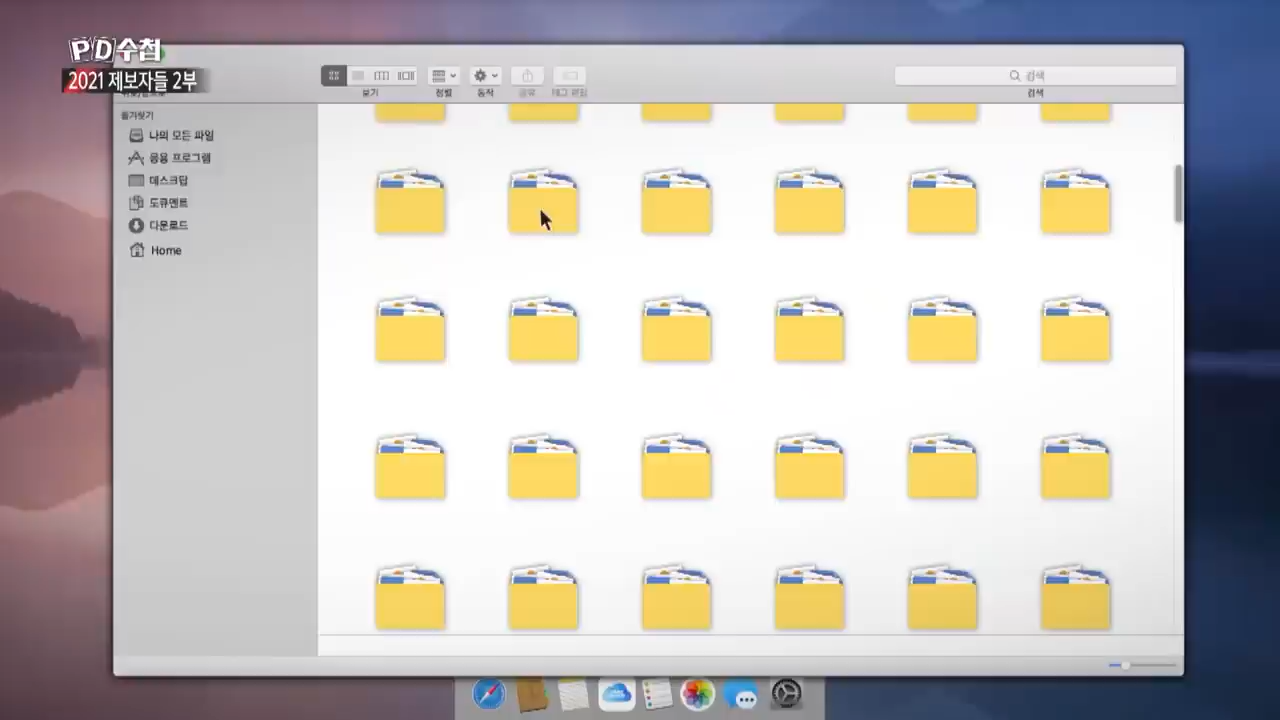 PD수첩
2021 제보자들 2부
보기
정렬
동작
공유
태그 편집
검색
검색
즐겨찾기
나의 모든 파일
응용 프로그램
데스크탑
도큐멘트
다운로드
Home